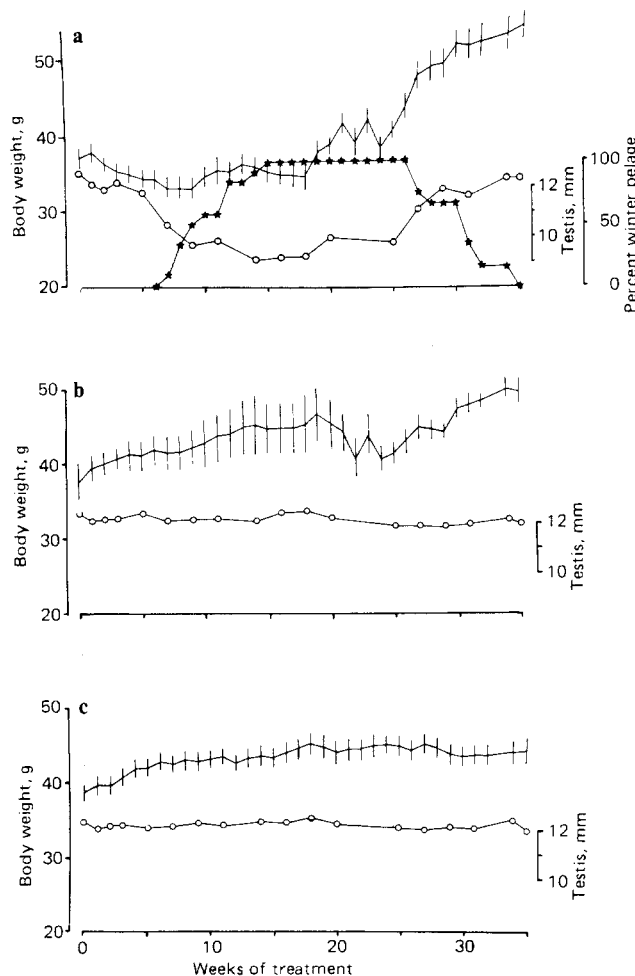 a
50
40
30
20
Body weight, g
12
10
Testis, mm
100
50
0
Percent winter pelage
b
50
40
30
20
Body weight, g
12
10
Testis, mm
c
50
40
30
20
Body weight, g
12
10
Testis, mm
0 10 20 30
Weeks of treatment